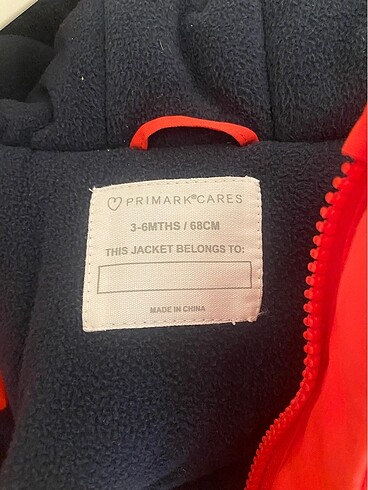 PRIMARK®CARES
3-6MTHS / 68CM
THIS JACKET BELONGS TO:
MADE IN CHINA